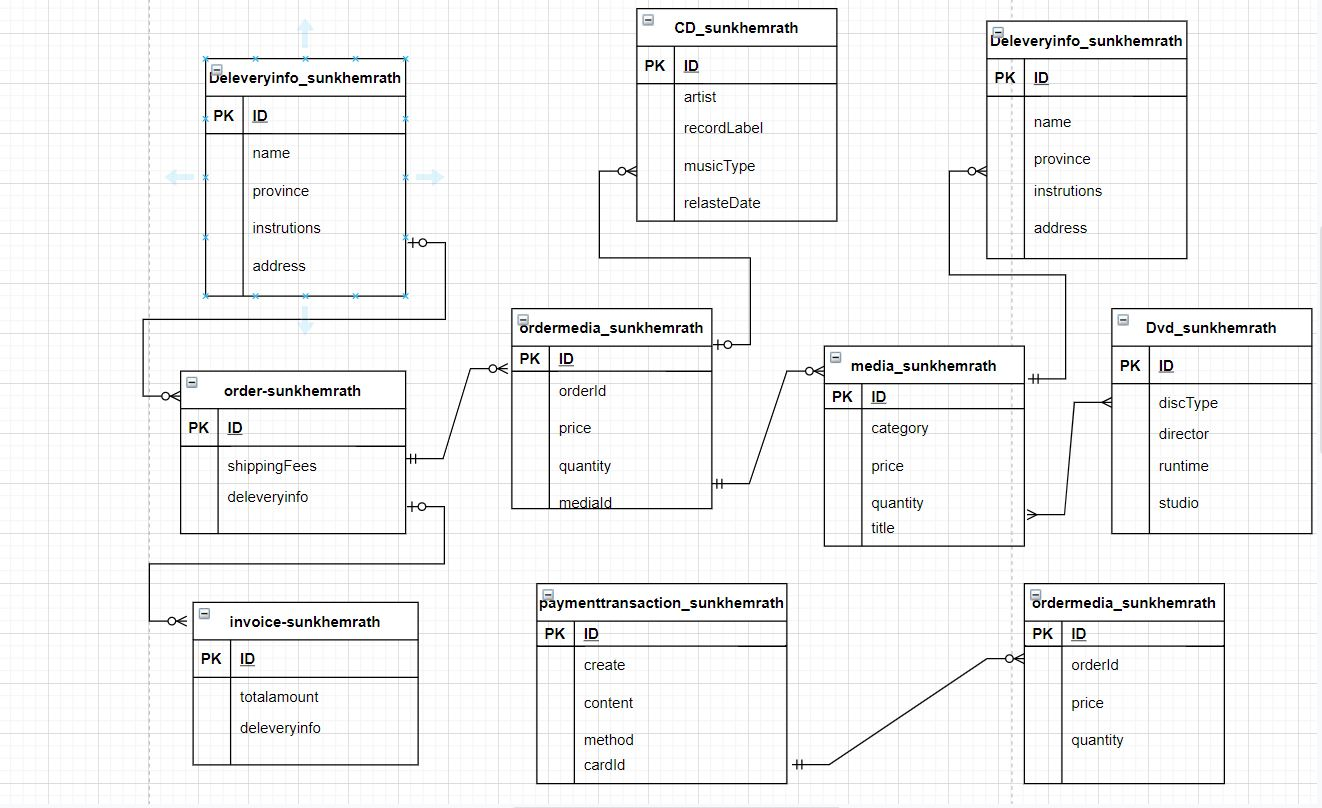 Deleveryinfo_sunkhemrath
PK ID
name
province
instrutions
address
CD_sunkhemrath
PK ID
artist
recordLabel
musicType
relasteDate
Deleveryinfo_sunkhemrath
PK ID
name
province
instrutions
address
order-sunkhemrath
PK ID
shippingFees
deleveryinfo
ordermedia_sunkhemrath
PK ID
orderId
price
quantity
mediaId
media_sunkhemrath
PK ID
category
price
quantity
title
Dvd_sunkhemrath
PK ID
discType
director
runtime
studio
invoice-sunkhemrath
PK ID
totalamount
deleveryinfo
paymenttransaction_sunkhemrath
PK ID
create
content
method
cardId
ordermedia_sunkhemrath
PK ID
orderId
price
quantity